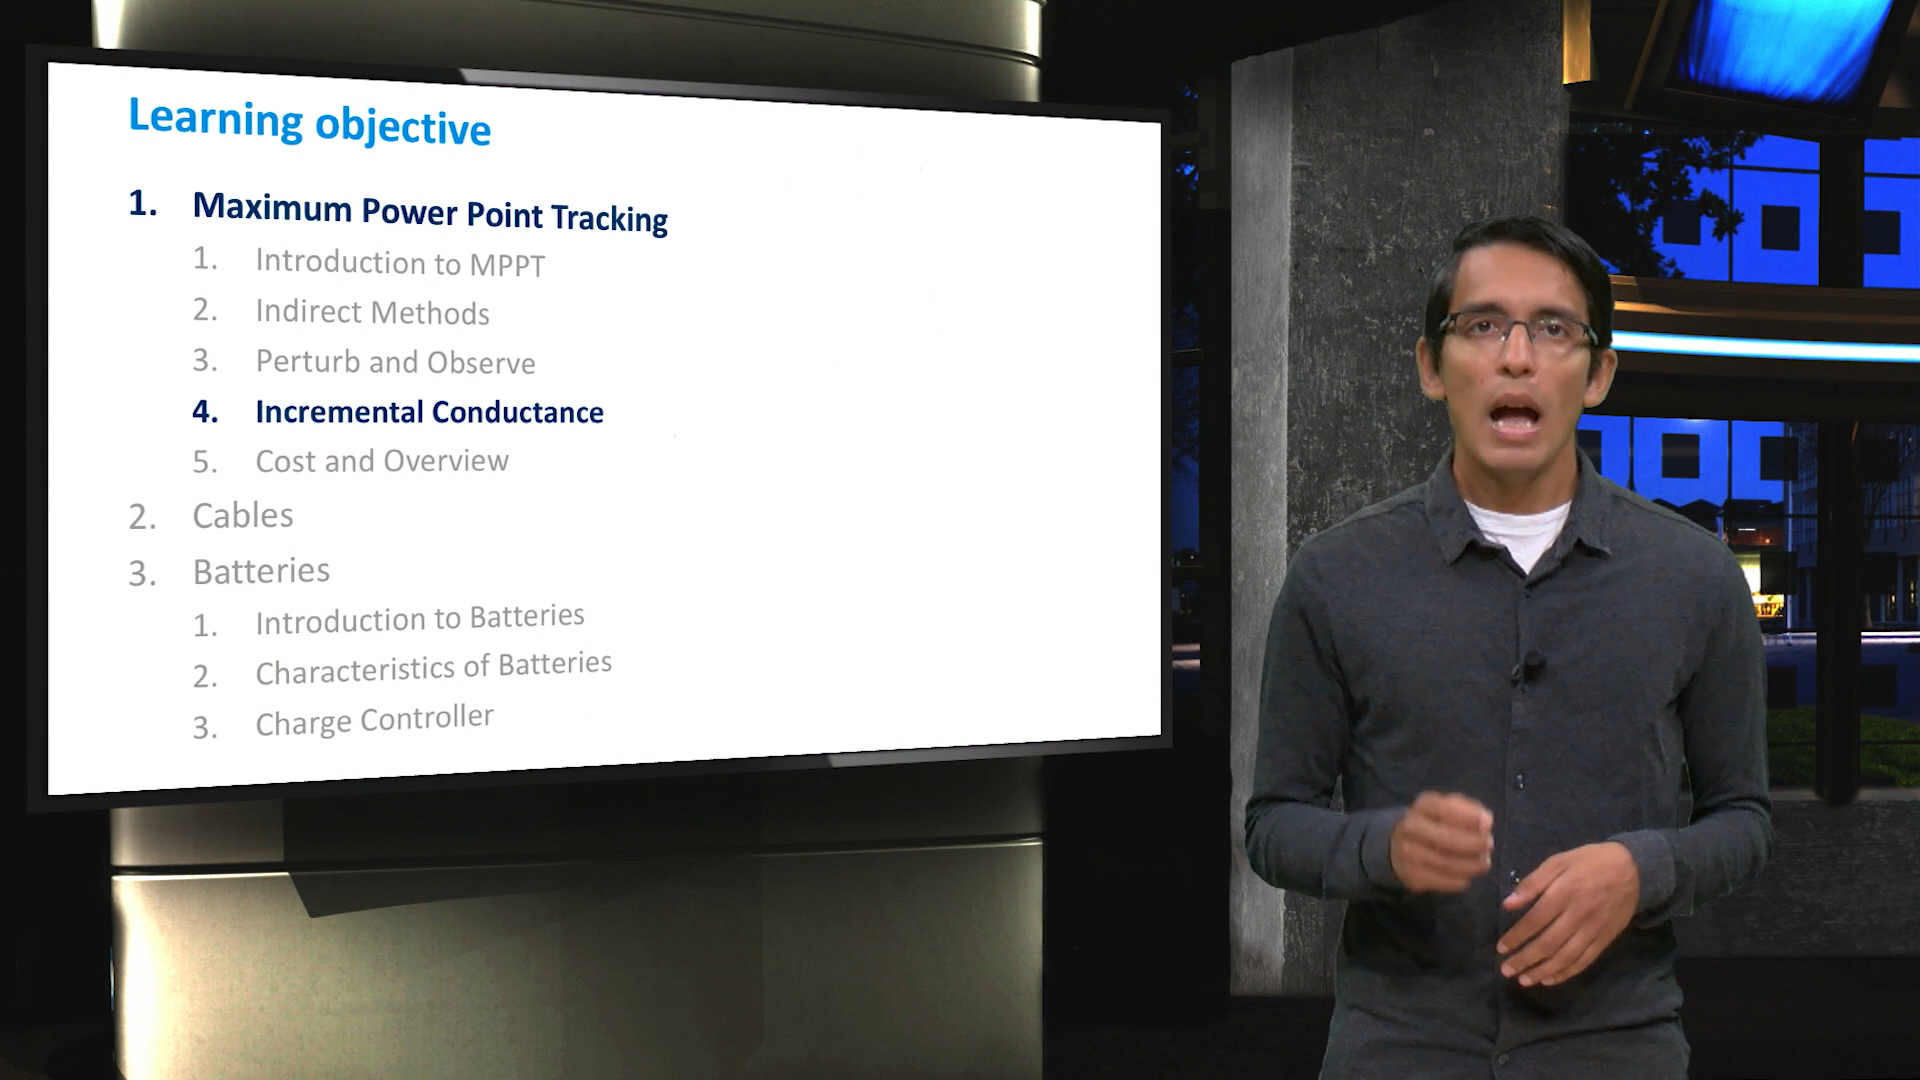 Learning objective
1. Maximum Power Point Tracking
1. Introduction to MPPT
2. Indirect Methods
3. Perturb and Observe
4. Incremental Conductance
5. Cost and Overview
2. Cables
3. Batteries
1. Introduction to Batteries
2. Characteristics of Batteries
3. Charge Controller